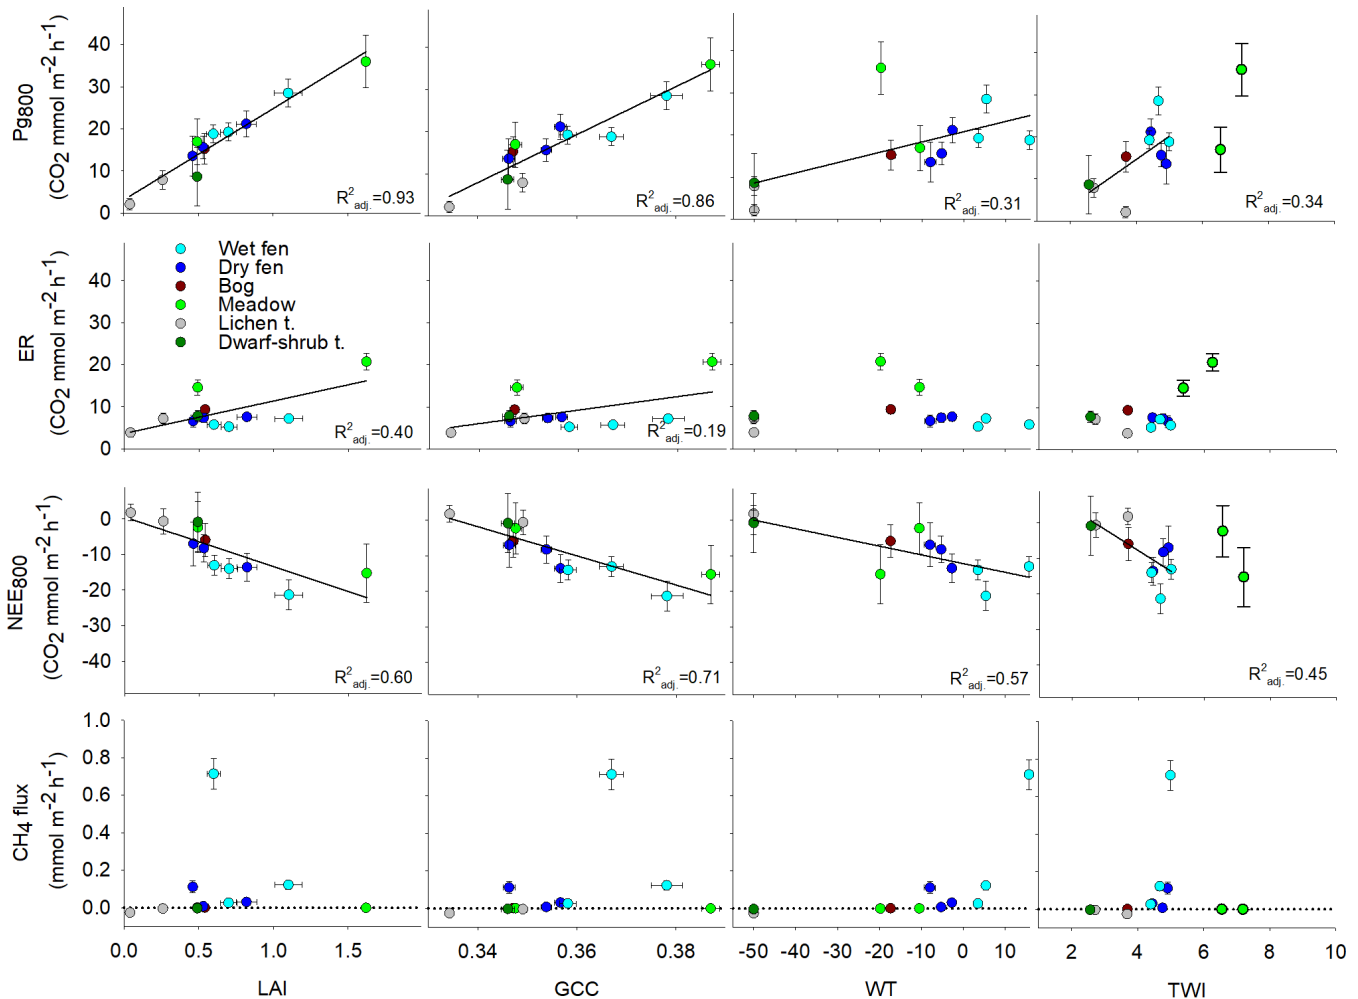 Pg800
(CO2 mmol m-2 h-1)
40
30
20
10
0
R2adj.=0.93
R2adj.=0.86
R2adj.=0.31
R2adj.=0.34
ER
(CO2 mmol m-2 h-1)
40
30
20
10
0
Wet fen
Dry fen
Bog
Meadow
Lichen t.
Dwarf-shrub t.
R2adj.=0.40
R2adj.=0.19
NEE800
(CO2 mmol m-2 h-1)
0
-10
-20
-30
-40
R2adj.=0.60
R2adj.=0.71
R2adj.=0.57
R2adj.=0.45
CH4 flux
(mmol m-2 h-1)
1.0
0.8
0.6
0.4
0.2
0.0
0.0 0.5 1.0 1.5
0.34 0.36 0.38
-50 -40 -30 -20 -10 0 10
2 4 6 8 10
LAI GCC WT TWI